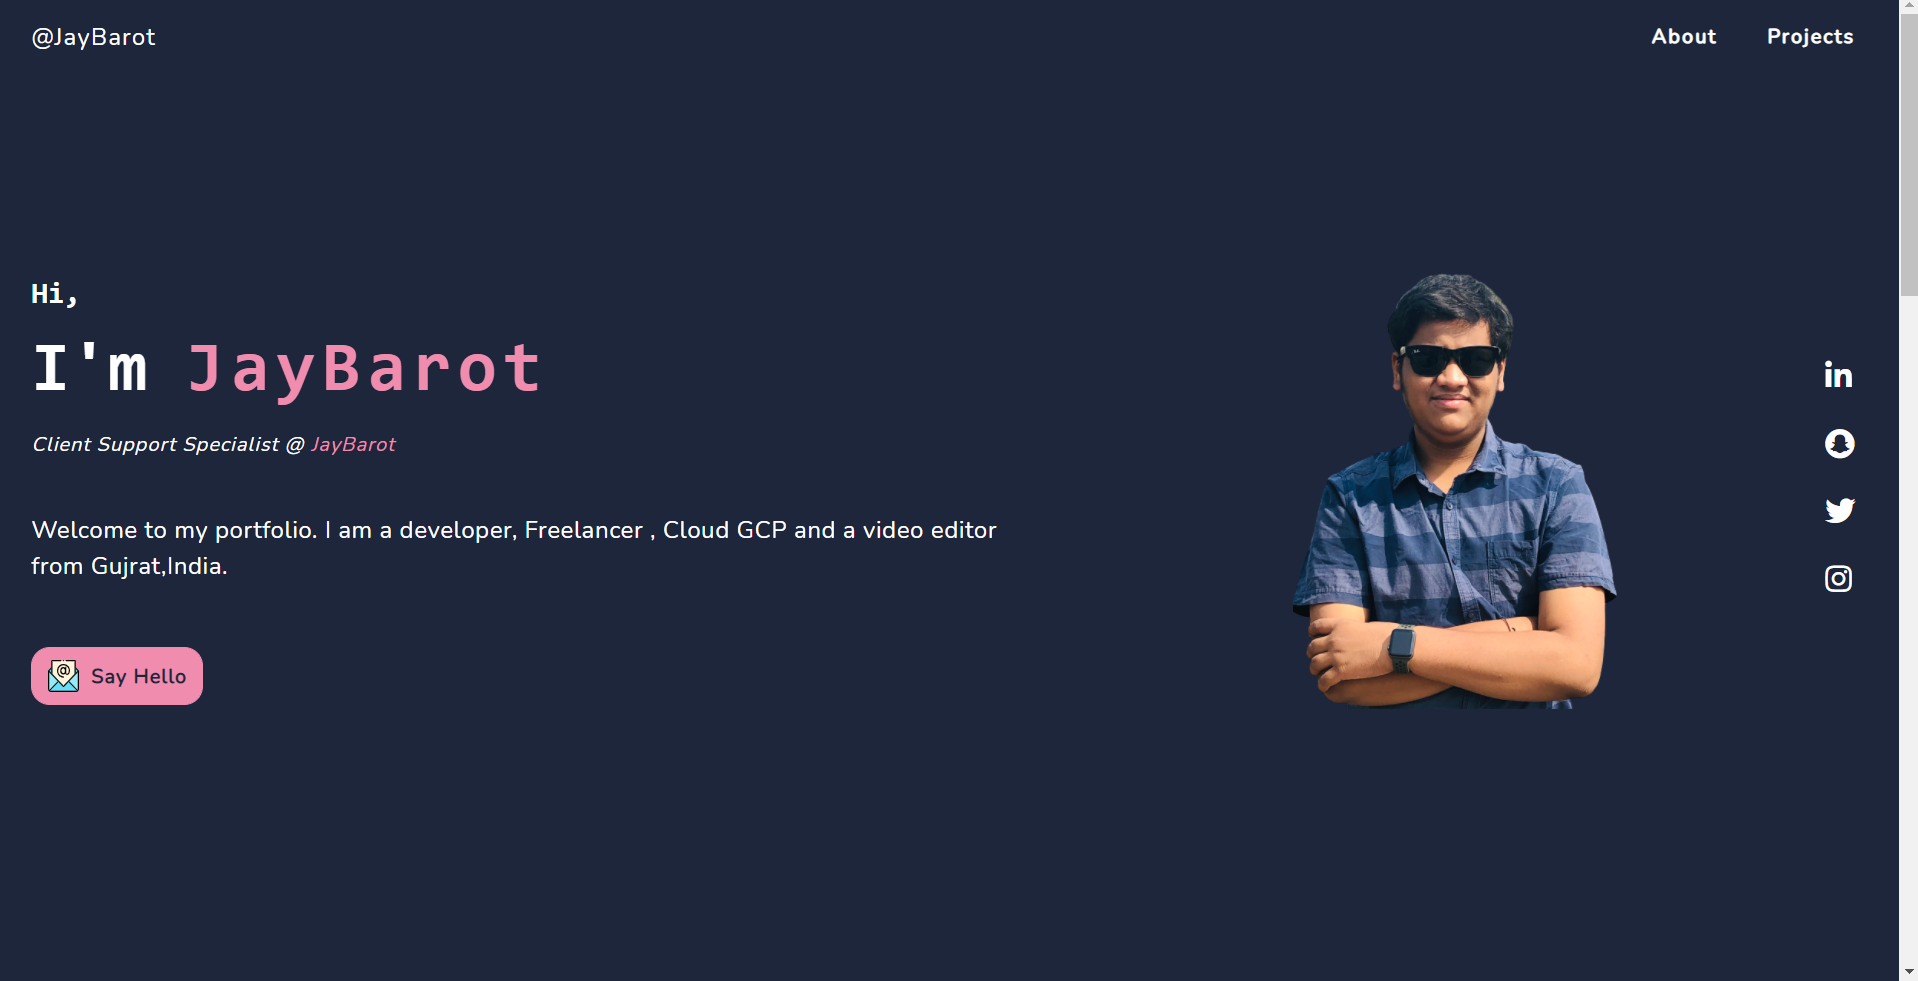 @JayBarot
About
Projects
Hi,
I'm JayBarot
Client Support Specialist @ JayBarot
Welcome to my portfolio. I am a developer, Freelancer , Cloud GCP and a video editor
from Gujrat,India.
@ Say Hello
in